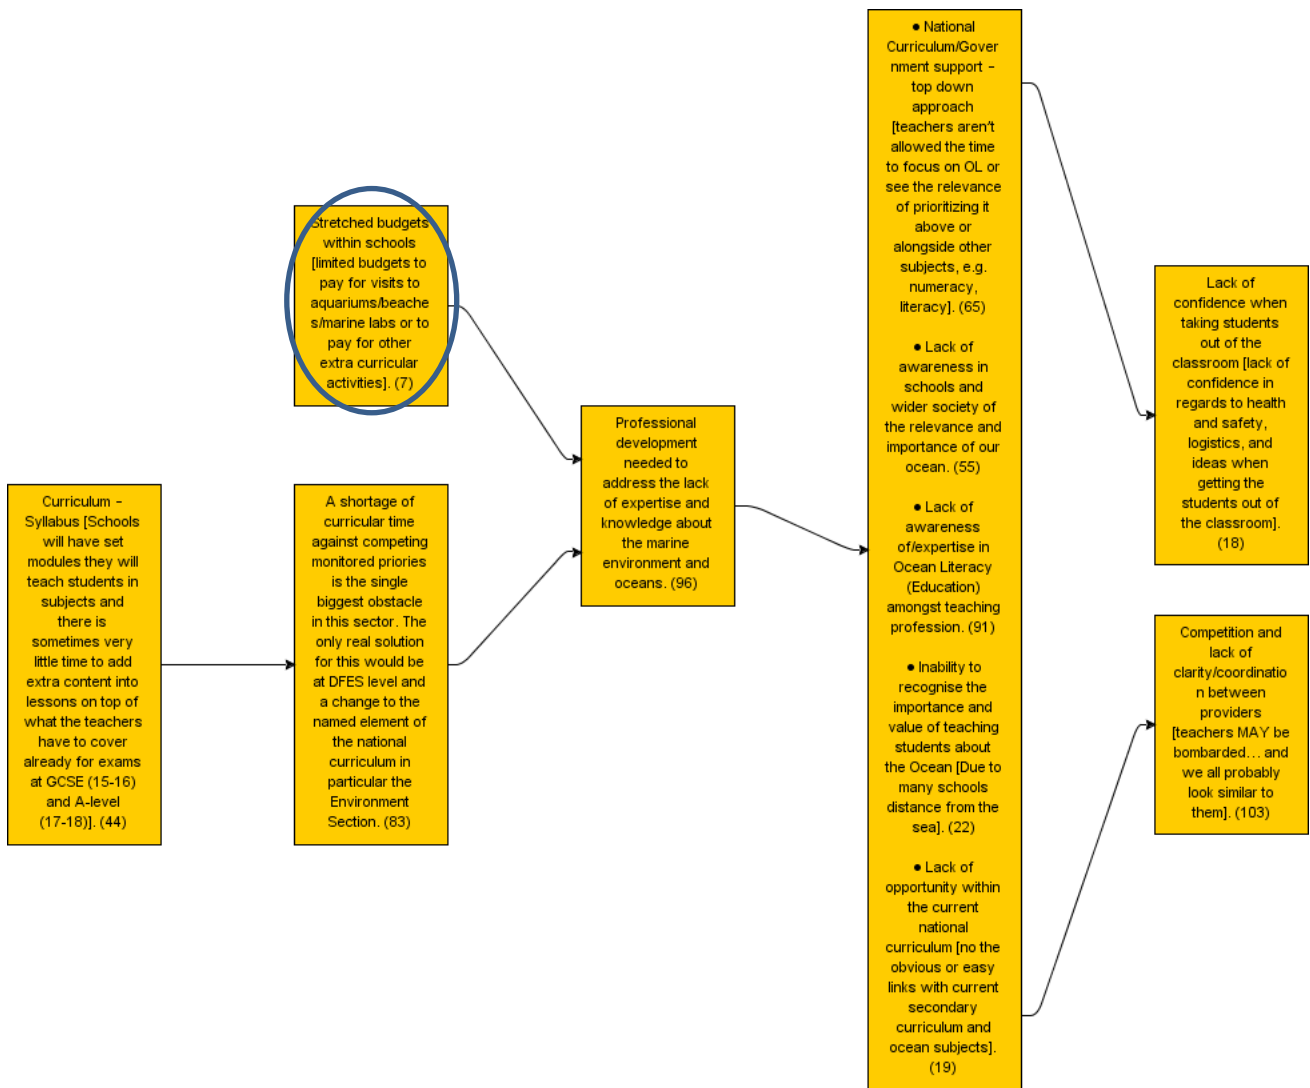 Curriculum –
Syllabus [Schools
will have set
modules they will
teach students in
subjects and
there is
sometimes very
little time to add
extra content into
lessons on top of
what the teachers
have to cover
already for exams
at GCSE (15-16)
and A-level
(17-18)]. (44)
Stretched budgets
within schools
[limited budgets to
pay for visits to
aquariums/beache
s/marine labs or to
pay for other
extra curricular
activities]. (7)
A shortage of
curricular time
against competing
monitored priories
is the single
biggest obstacle
in this sector. The
only real solution
for this would be
at DFES level and
a change to the
named element of
the national
curriculum in
particular the
Environment
Section. (83)
Professional
development
needed to
address the lack
of expertise and
knowledge about
the marine
environment and
oceans. (96)
● National
Curriculum/Gover
nment support –
top down
approach
[teachers aren't
allowed the time
to focus on OL or
see the relevance
of prioritizing it
above or
alongside other
subjects, e.g.
numeracy,
literacy]. (65)
● Lack of
awareness in
schools and
wider society of
the relevance and
importance of our
ocean. (55)
● Lack of
awareness
of/expertise in
Ocean Literacy
(Education)
amongst teaching
profession. (91)
● Inability to
recognise the
importance and
value of teaching
students about
the Ocean [Due to
many schools
distance from the
sea]. (22)
● Lack of
opportunity within
the current
national
curriculum [no the
obvious or easy
links with current
secondary
curriculum and
ocean subjects].
(19)
Lack of
confidence when
taking students
out of the
classroom [lack of
confidence in
regards to health
and safety,
logistics, and
ideas when
getting the
students out of
the classroom].
(18)
Competition and
lack of
clarity/coordinatio
n between
providers
[teachers MAY be
bombarded... and
we all probably
look similar to
them]. (103)